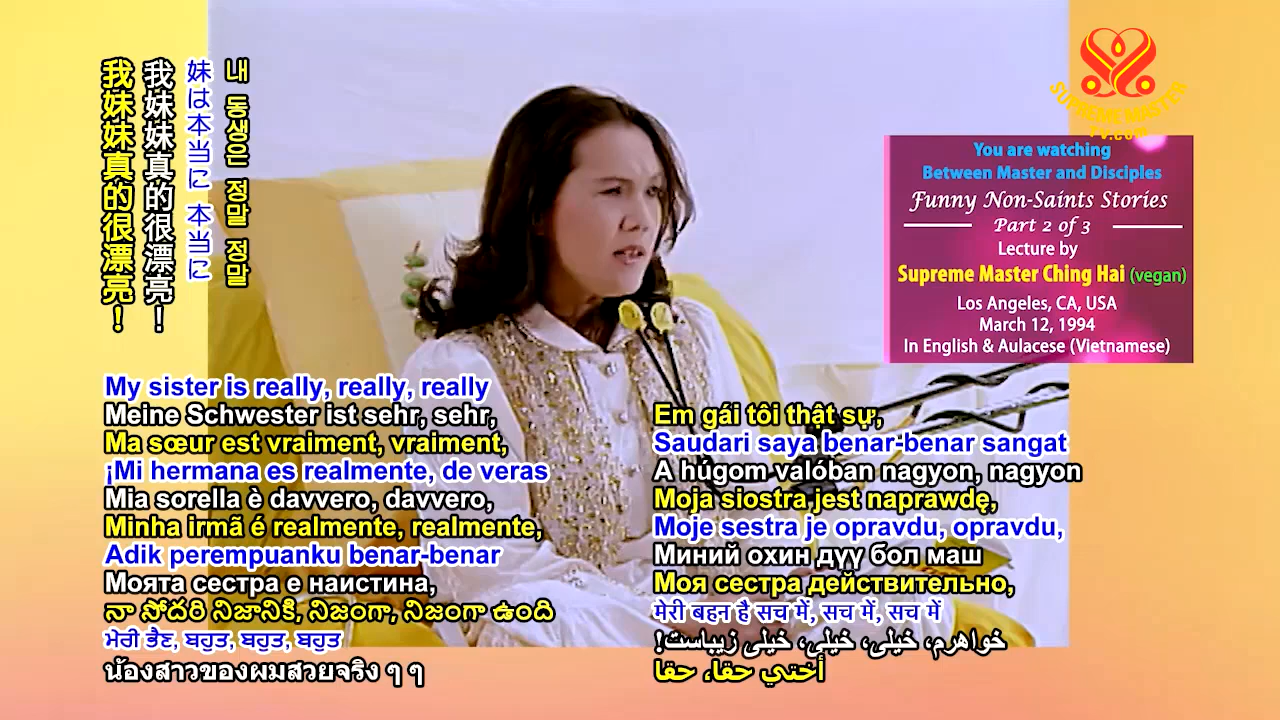 我妹妹真的很漂亮！
我妹妹真的很漂亮！
妹は本当に 本当に
내 동생은 정말 정말
SUPREME MASTER
TV.com
You are watching
Between Master and Disciples
Funny Non-Saints Stories
Part 2 of 3
Lecture by
Supreme Master Ching Hai (vegan)
Los Angeles, CA, USA
March 12, 1994
In English & Aulacese (Vietnamese)
My sister is really, really, really
Meine Schwester ist sehr, sehr,
Ma sœur est vraiment, vraiment,
¡Mi hermana es realmente, de veras
Mia sorella è davvero, davvero,
Minha irmã é realmente, realmente,
Adik perempuanku benar-benar
Моята сестра е наистина,
నా సోదరి నిజానికి, నిజంగా, నిజంగా ఉంది
ਮੇਰੀ ਭੈਣ, ਬਹੁਤ, ਬਹੁਤ, ਬਹੁਤ
น้องสาวของผมสวยจริง ๆ ๆ
Em gái tôi thật sự,
Saudari saya benar-benar sangat
A húgom valóban nagyon, nagyon
Moja siostra jest naprawdę,
Moje sestra je opravdu, opravdu,
Миний охин дүү бол маш
Моя сестра действительно,
मेरी बहन है सच में, सच में, सच में
خواهرم، خیلی، خیلی، خیلی زیباست!
أختي حقا، حقا